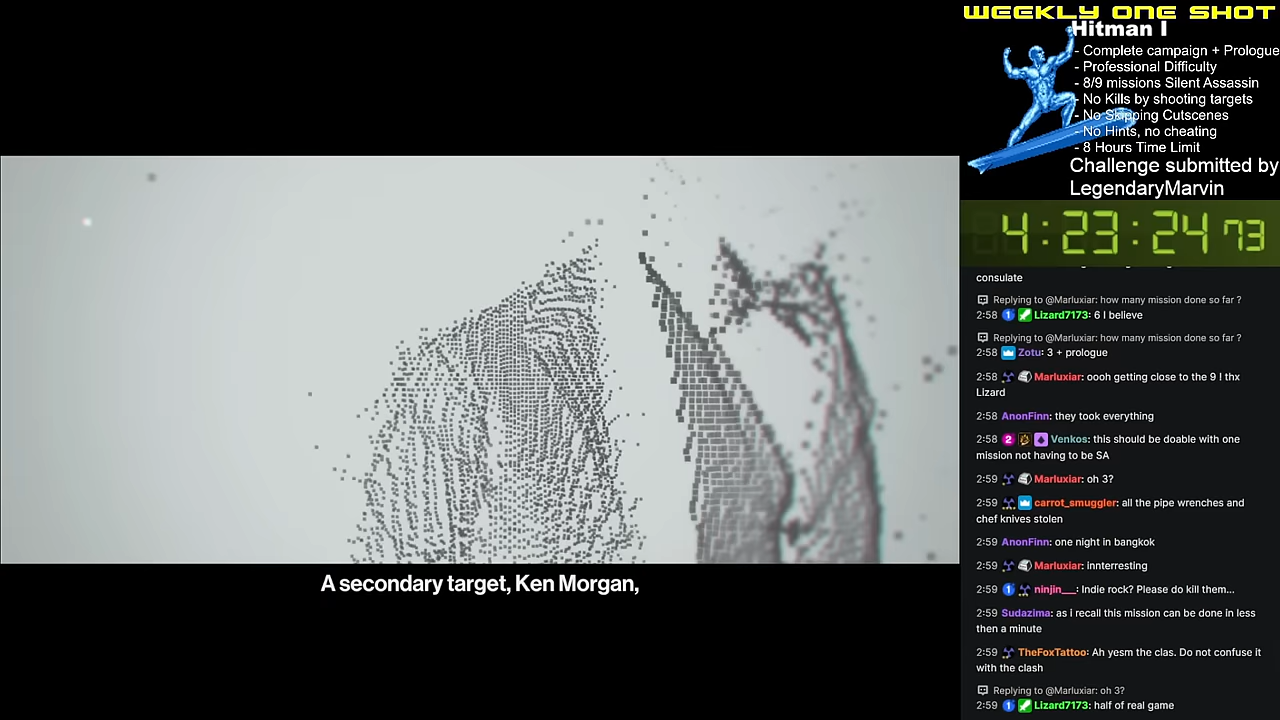 WEEKLY ONE SHOT
Hitman I
- Complete campaign + Prologue
- Professional Difficulty
- 8/9 missions Silent Assassin
- No Kills by shooting targets
- No Skipping Cutscenes
- No Hints, no cheating
- 8 Hours Time Limit
Challenge submitted by
LegendaryMarvin
4:23:24 73
consulate
Replying to @Marluxiar: how many mission done so far ?
2:58 Lizard7173: 6 I believe
Replying to @Marluxiar: how many mission done so far ?
2:58 Zotu: 3 + prologue
2:58 Marluxiar: oooh getting close to the 9 ! thx
Lizard
2:58 AnonFinn: they took everything
2:58 Venkos: this should be doable with one
mission not having to be SA
2:59 Marluxiar: oh 3?
2:59 carrot_smuggler: all the pipe wrenches and
chef knives stolen
2:59 AnonFinn: one night in bangkok
2:59 Marluxiar: innterresting
2:59 ninjin___: Indie rock? Please do kill them...
2:59 Sudazima: as i recall this mission can be done in less
then a minute
2:59 TheFoxTattoo: Ah yesm the clas. Do not confuse it
with the clash
Replying to @Marluxiar: oh 3?
2:59 Lizard7173: half of real game
A secondary target, Ken Morgan,